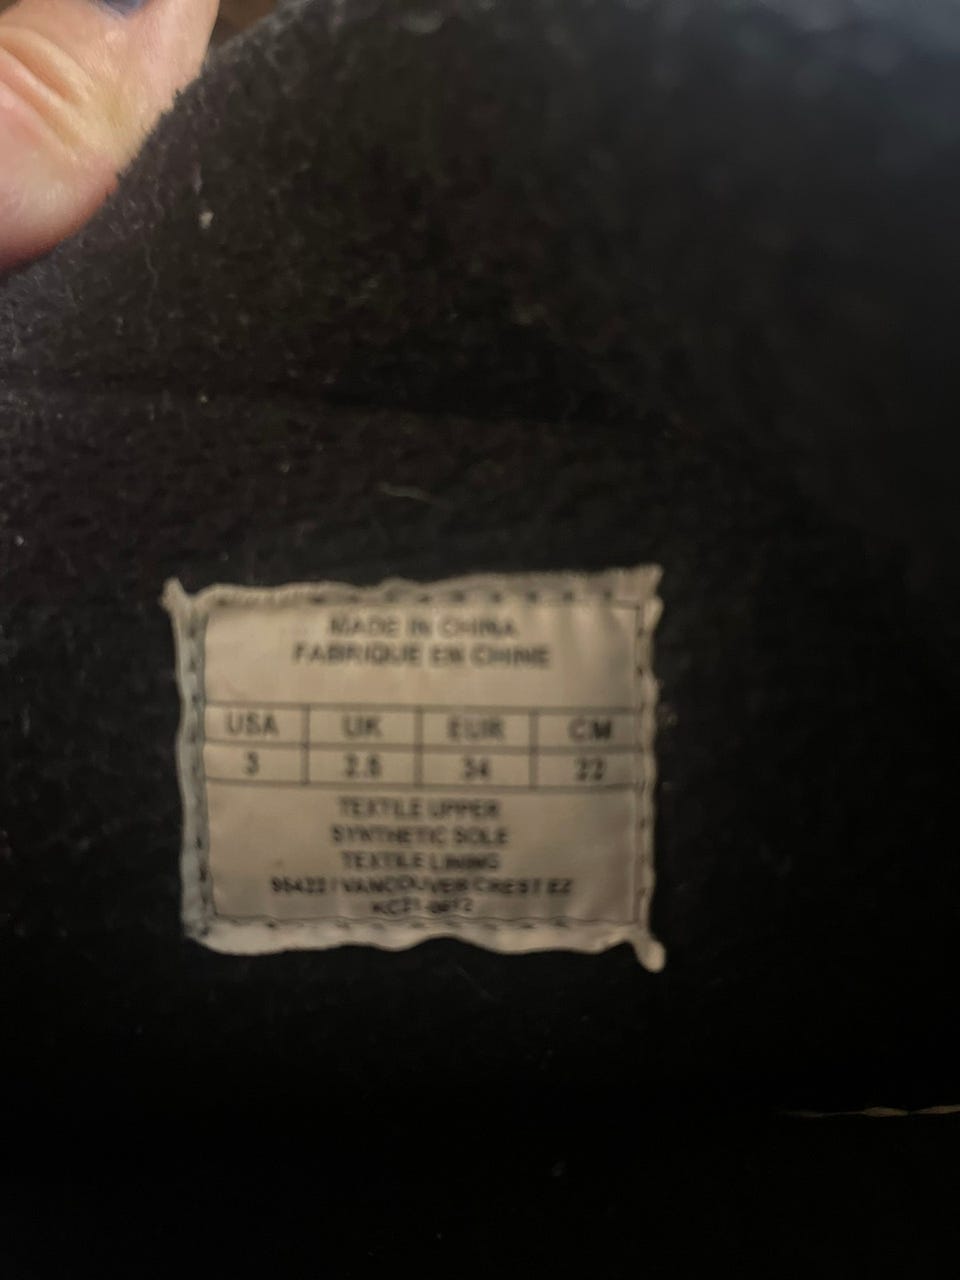 MADE IN CHINA
FABRIQUE EN CHINE
USA UK EUR CM
3 2.5 34 22
TEXTILE UPPER
SYNTHETIC SOLE
TEXTILE LINING
VANCOUVER CREST EZ